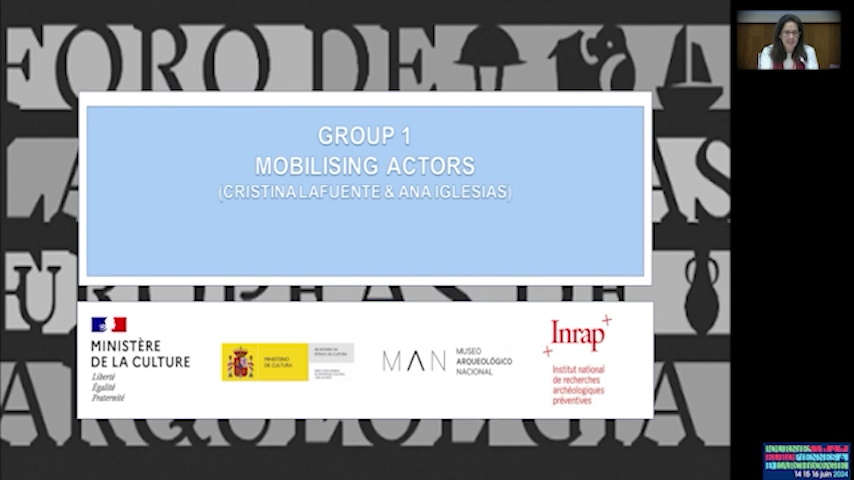 FORO DE
GROUP 1
MOBILISING ACTORS
(CRISTINA LAFUENTE & ANA IGLESIAS)
MINISTÈRE
DE LA CULTURE
Liberté
Égalité
Fraternité
MINISTERIO
DE CULTURA
MAN
MUSEO
ARQUEOLÓGICO
NACIONAL
Inrap
Institut national
de recherches
archéologiques
préventives
14 15 16 juin 2024